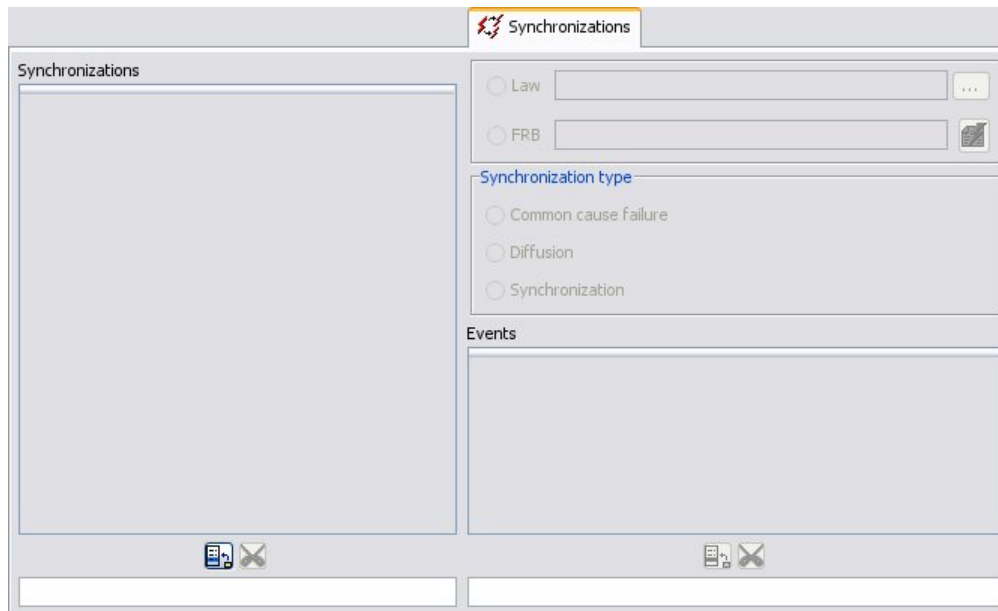 Synchronizations
Synchronizations
Law
...
FRB
Synchronization type
Common cause failure
Diffusion
Synchronization
Events